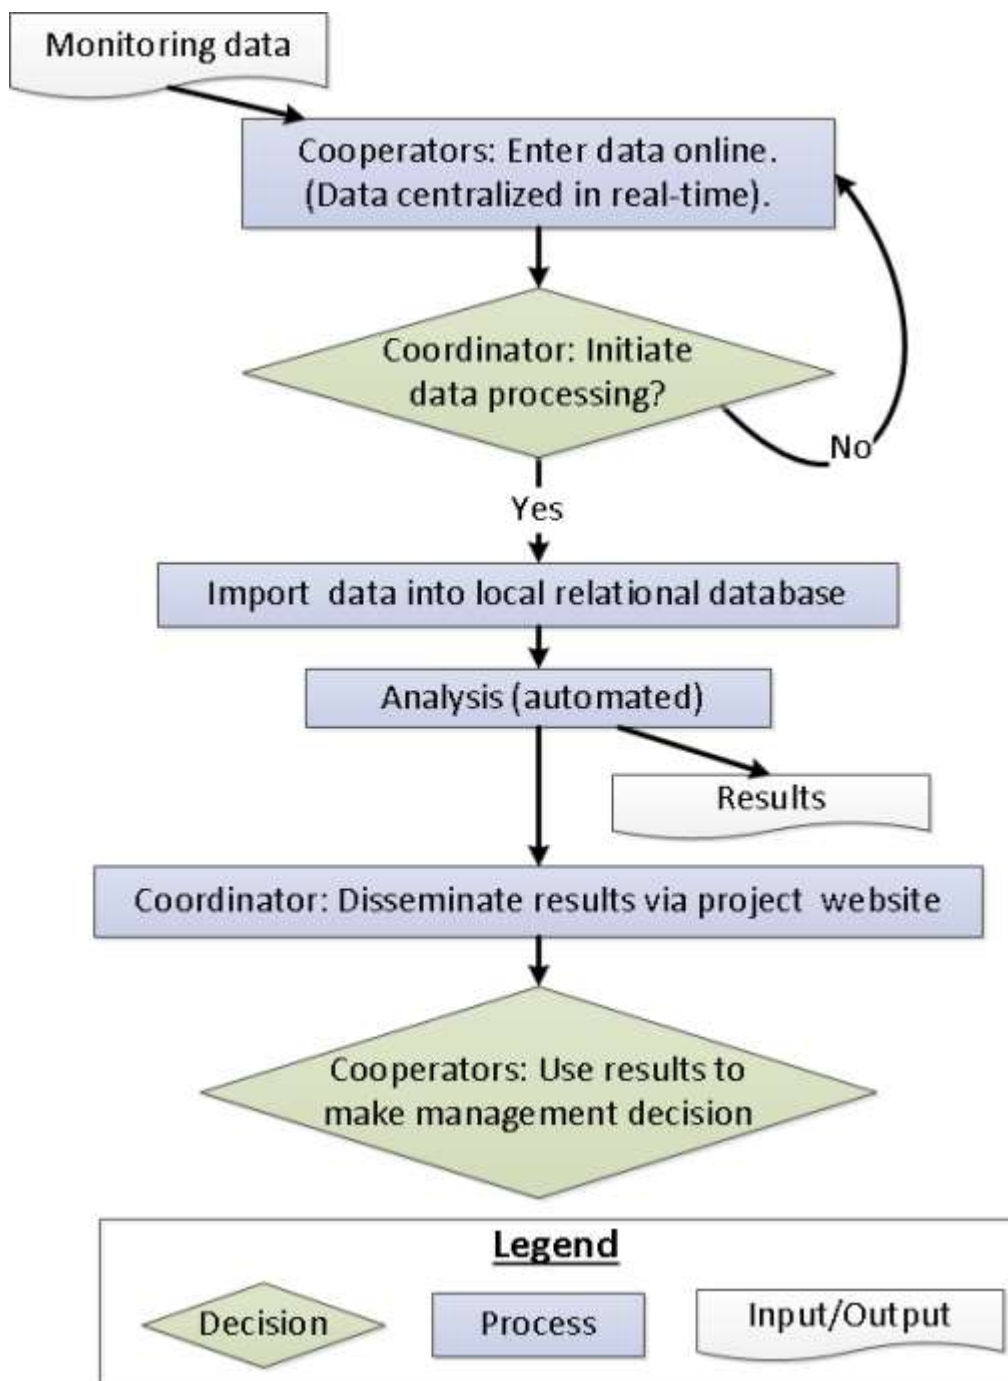 Monitoring data
Cooperators: Enter data online.
(Data centralized in real-time).
Coordinator: Initiate
data processing?
No
Yes
Import data into local relational database
Analysis (automated)
Results
Coordinator: Disseminate results via project website
Cooperators: Use results to
make management decision
Legend
Decision
Process
Input/Output